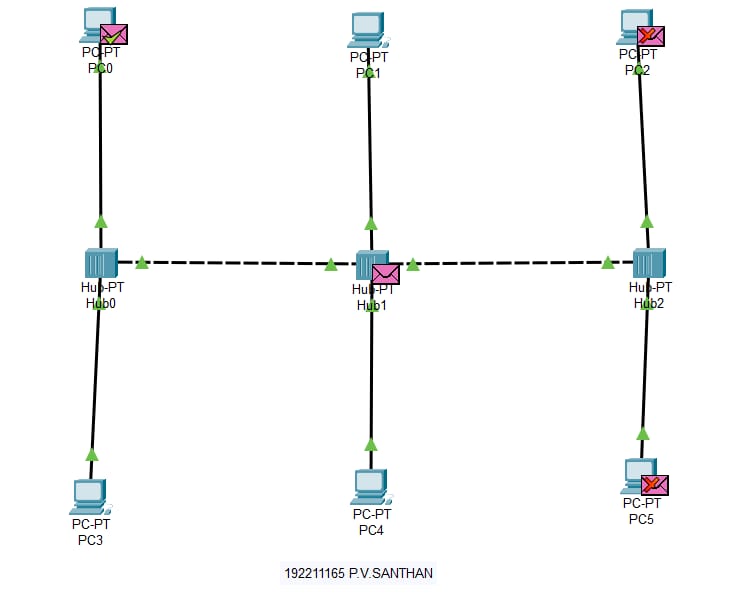 PC-PT
PC0
PC-PT
PC1
PC-PT
PC2
Hub-PT
Hub0
Hub-PT
Hub1
Hub-PT
Hub2
PC-PT
PC3
PC-PT
PC4
PC-PT
PC5
192211165 P.V.SANTHAN